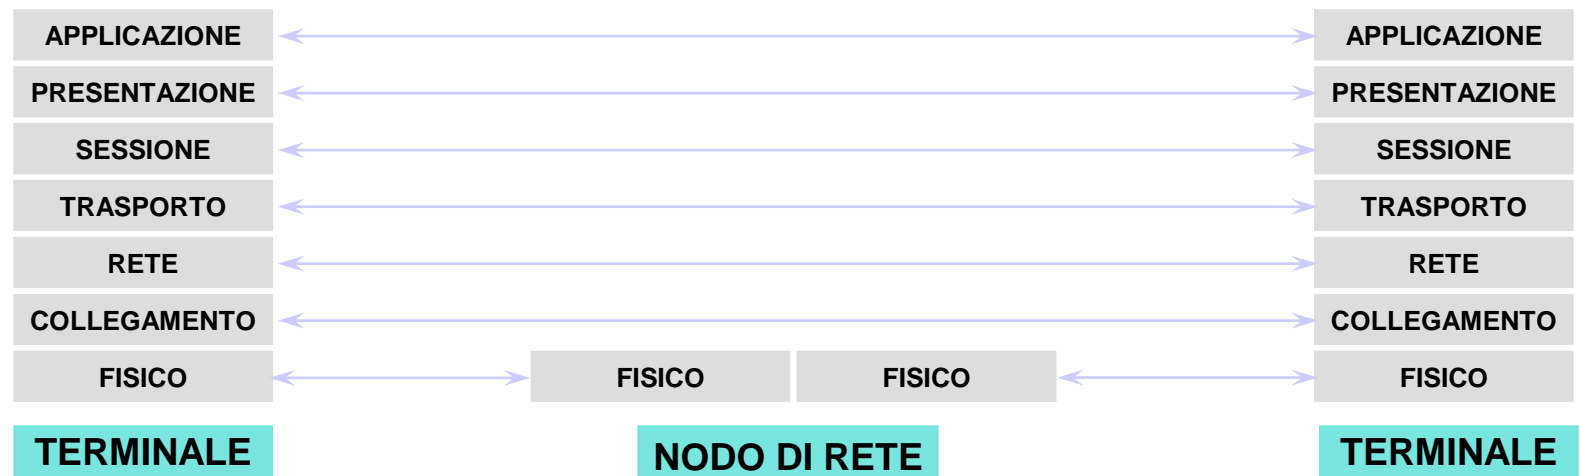 APPLICAZIONE APPLICAZIONE
PRESENTAZIONE PRESENTAZIONE
SESSIONE SESSIONE
TRASPORTO TRASPORTO
RETE RETE
COLLEGAMENTO COLLEGAMENTO
FISICO FISICO FISICO FISICO
TERMINALE NODO DI RETE TERMINALE